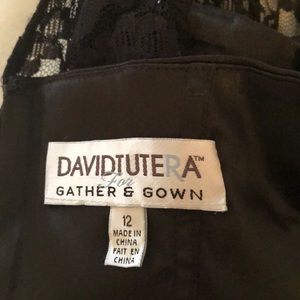 DAVIDTUTERA™
For
GATHER & GOWN
12
MADE IN
CHINA
FAIT EN
CHINA